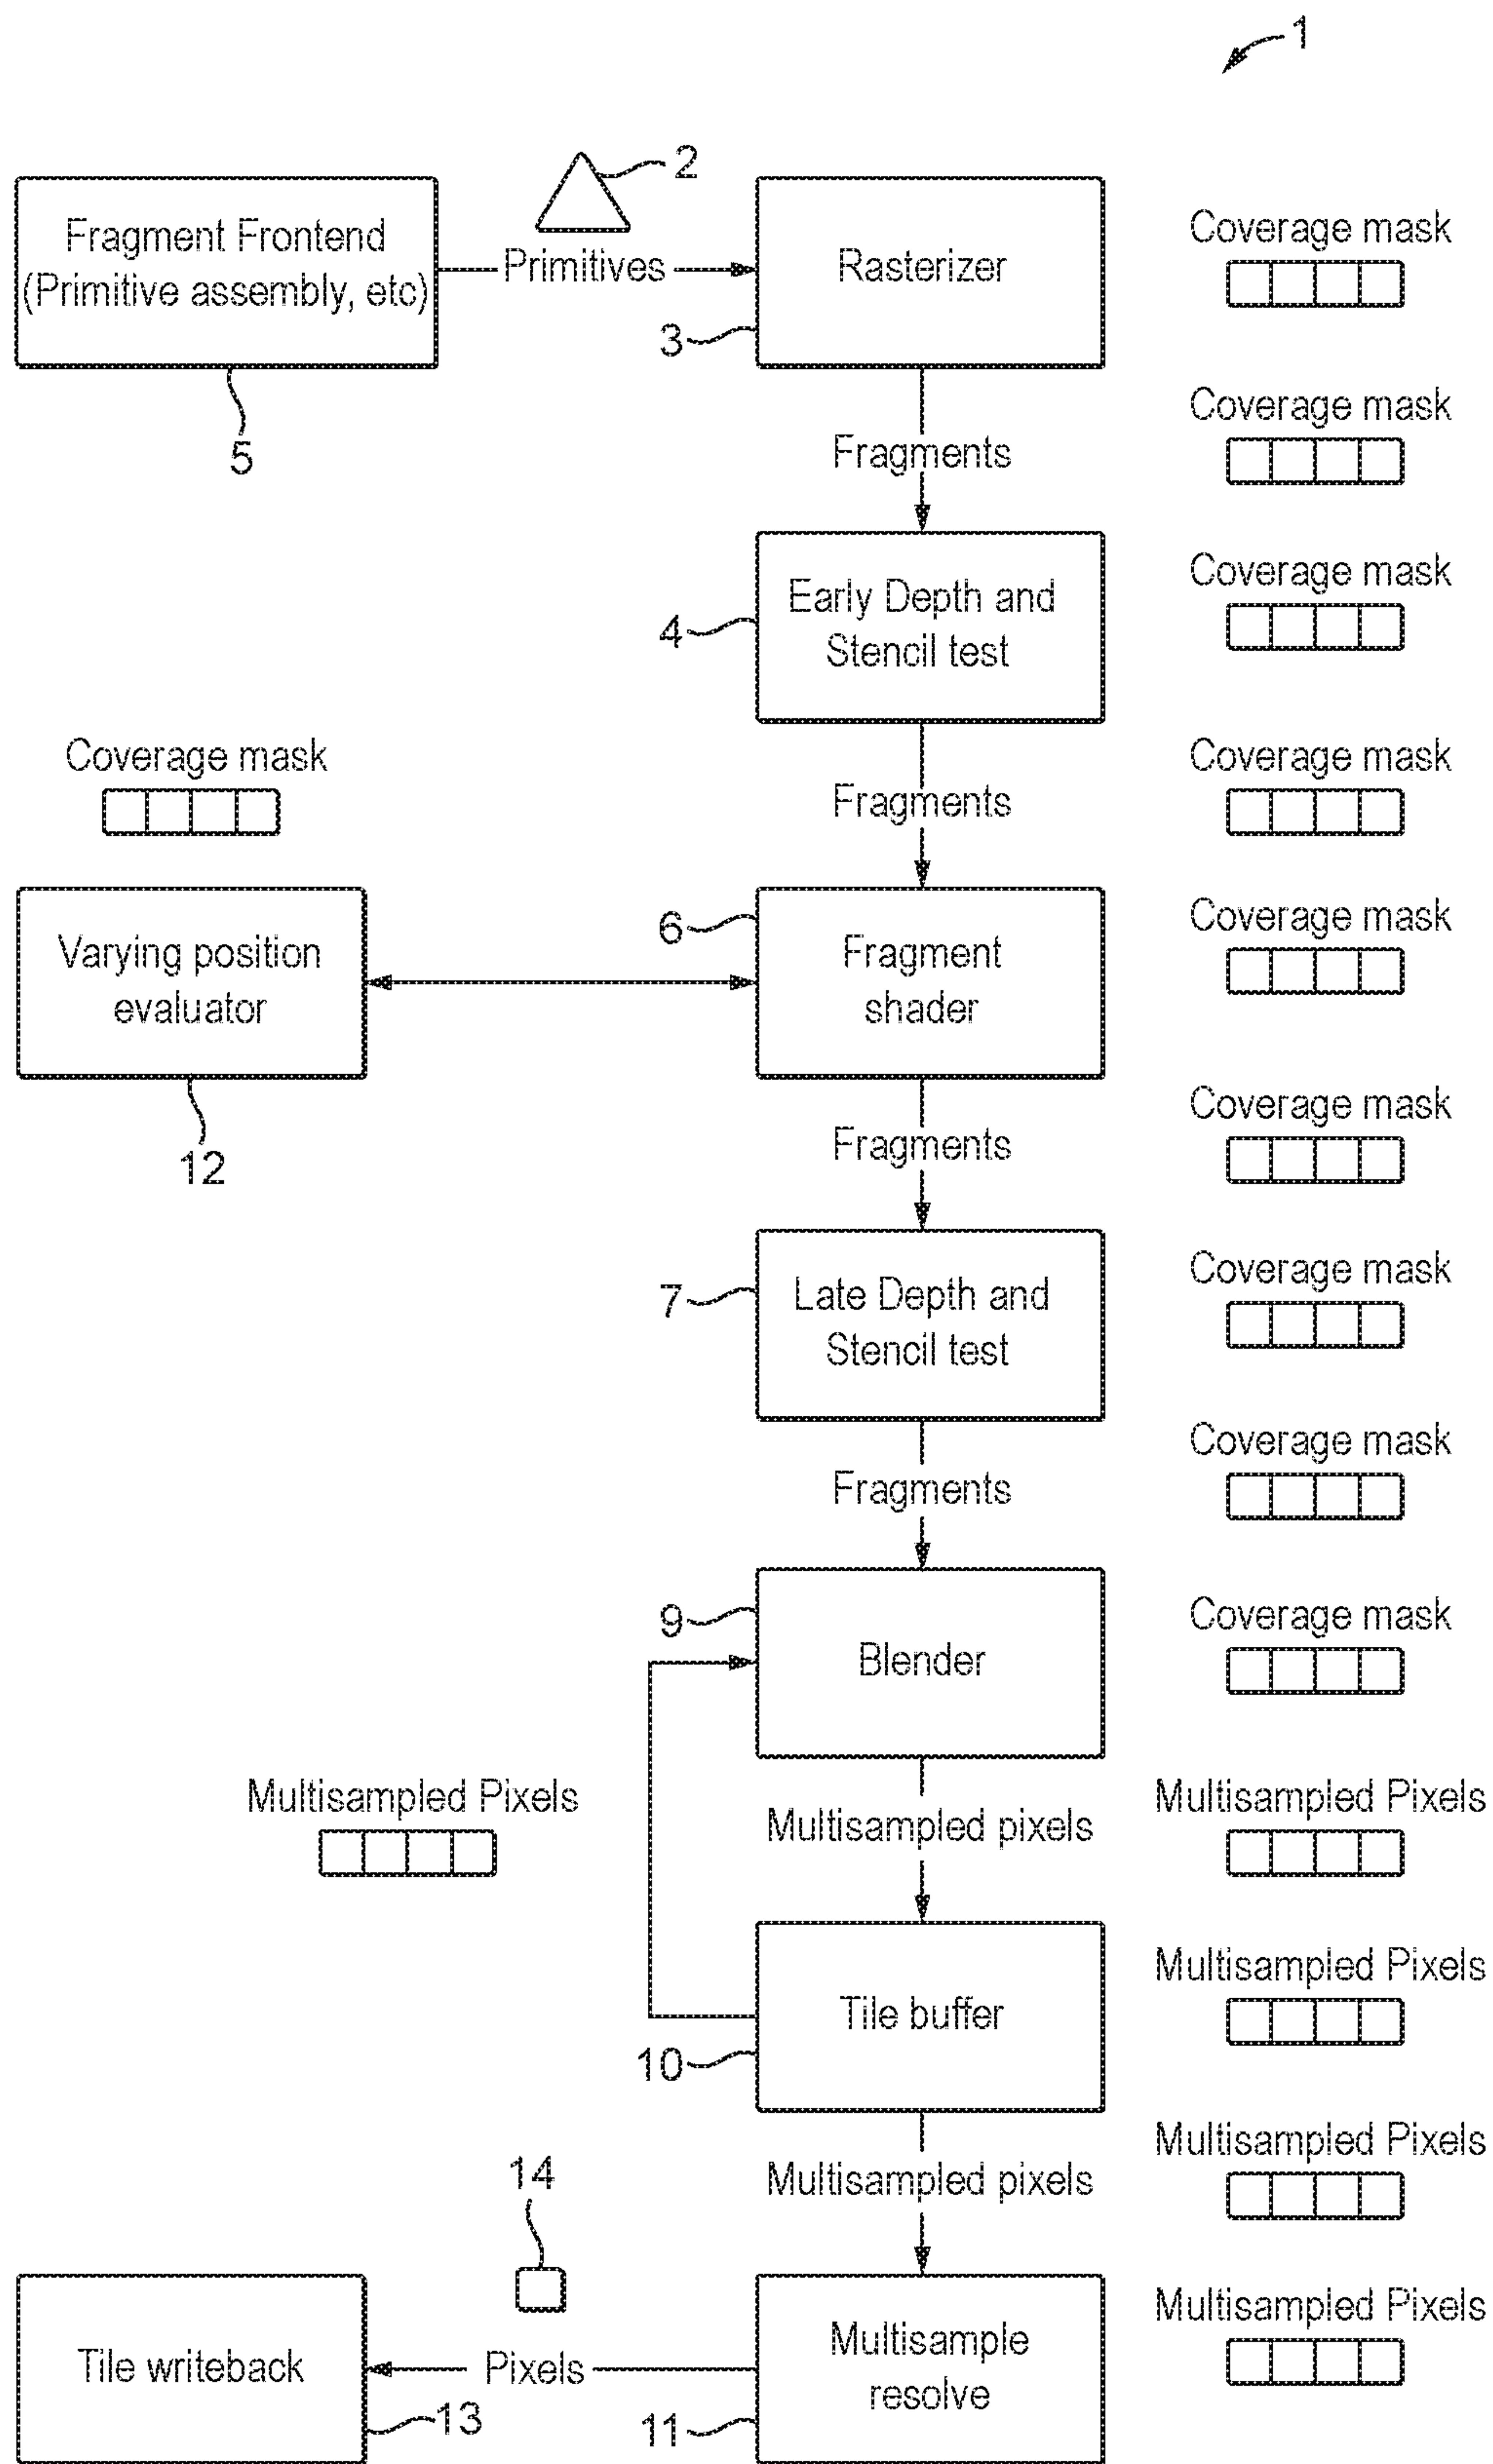 1
2
Fragment Frontend
(Primitive assembly, etc)
Primitives
Rasterizer
Coverage mask
3
5
Coverage mask
Fragments
Coverage mask
Early Depth and
Stencil test
4
Coverage mask
Coverage mask
Fragments
Coverage mask
6
Varying position
evaluator
Fragment
shader
Coverage mask
Fragments
12
Coverage mask
7
Late Depth and
Stencil test
Coverage mask
Fragments
Coverage mask
9
Blender
Multisampled Pixels
Multisampled pixels
Multisampled Pixels
Multisampled Pixels
Tile buffer
10
Multisampled Pixels
Multisampled pixels
14
Multisampled Pixels
Tile writeback
Pixels
Multisample
resolve
13
11